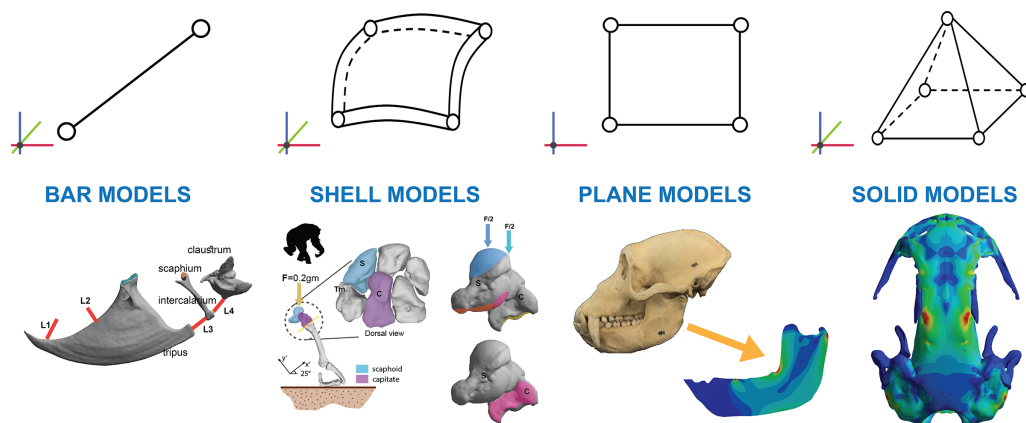 BAR MODELS
SHELL MODELS
PLANE MODELS
SOLID MODELS
claustrum
scaphium
intercalarium
L1
L2
L3
L4
tripus
F=0.2gm
S
Tm
C
Dorsal view
y'
x'
25°
scaphoid
capitate
F/2
F/2
S
C
S
C